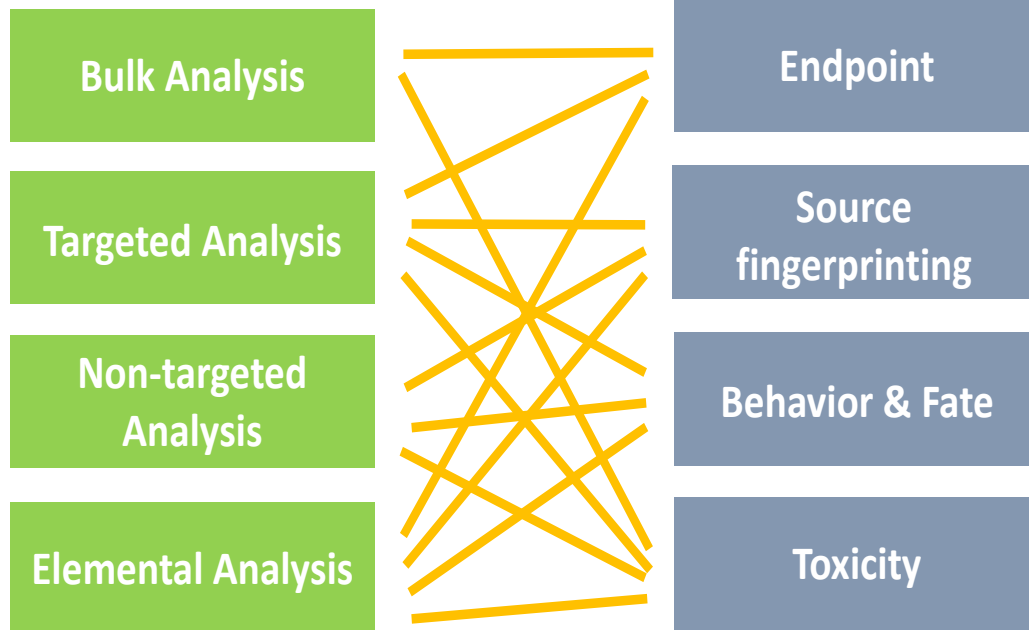 Bulk Analysis
Endpoint
Targeted Analysis
Source
fingerprinting
Non-targeted
Analysis
Behavior & Fate
Elemental Analysis
Toxicity